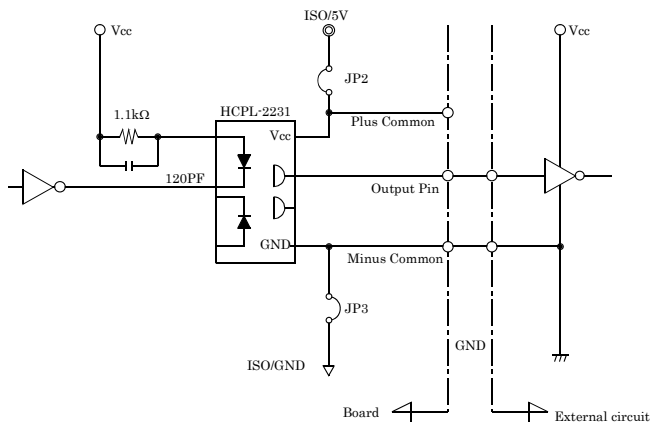 ISO/5V
Vcc
Vcc
JP2
1.1kΩ
HCPL-2231
Vcc
Plus Common
120PF
Output Pin
GND
Minus Common
JP3
GND
ISO/GND
Board
External circuit